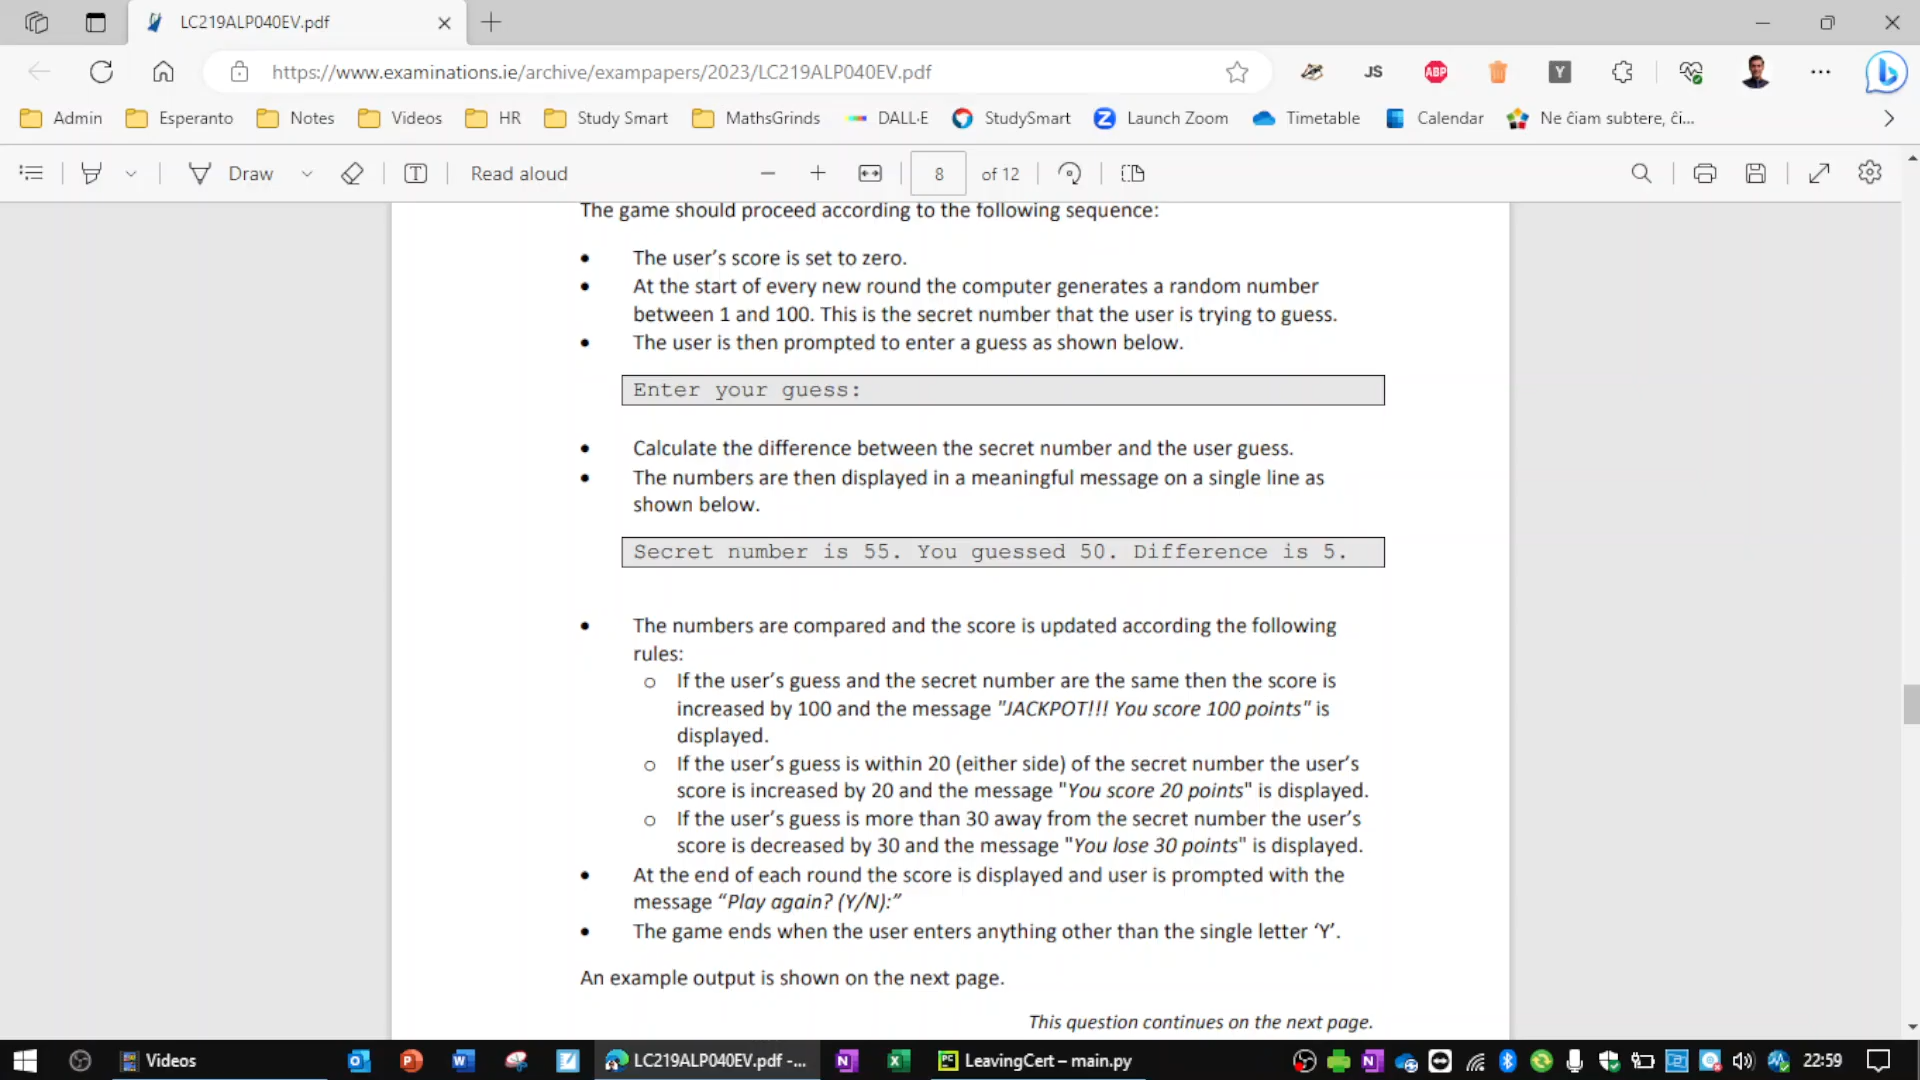 LC219ALP040EV.pdf
https://www.examinations.ie/archive/exampapers/2023/LC219ALP040EV.pdf
JS
ABP
Y
Admin
Esperanto
Notes
Videos
HR
Study Smart
MathsGrinds
DALL·E
StudySmart
Launch Zoom
Timetable
Calendar
Ne ĉiam subtere, ĉi...
Draw
Read aloud
8
of 12
The game should proceed according to the following sequence:
• The user's score is set to zero.
• At the start of every new round the computer generates a random number
between 1 and 100. This is the secret number that the user is trying to guess.
• The user is then prompted to enter a guess as shown below.
Enter your guess:
• Calculate the difference between the secret number and the user guess.
• The numbers are then displayed in a meaningful message on a single line as
shown below.
Secret number is 55. You guessed 50. Difference is 5.
• The numbers are compared and the score is updated according the following
rules:
o If the user's guess and the secret number are the same then the score is
increased by 100 and the message "JACKPOT!!! You score 100 points" is
displayed.
o If the user's guess is within 20 (either side) of the secret number the user's
score is increased by 20 and the message "You score 20 points" is displayed.
o If the user's guess is more than 30 away from the secret number the user's
score is decreased by 30 and the message "You lose 30 points" is displayed.
• At the end of each round the score is displayed and user is prompted with the
message “Play again? (Y/N):”
• The game ends when the user enters anything other than the single letter ‘Y’.
An example output is shown on the next page.
This question continues on the next page.
Videos
LC219ALP040EV.pdf -...
LeavingCert – main.py
22:59